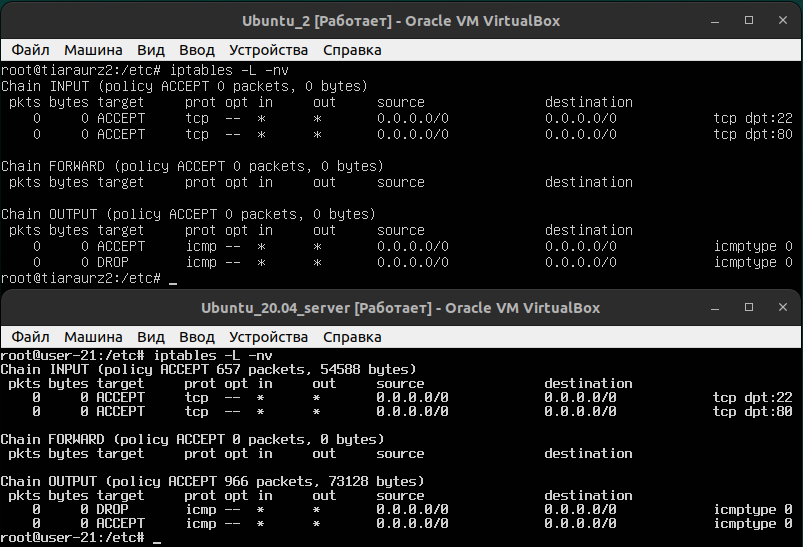 Ubuntu_2 [Работает] - Oracle VM VirtualBox
Файл Машина Вид Ввод Устройства Справка
root@tiaraurz2:/etc# iptables -L -nv
Chain INPUT (policy ACCEPT 0 packets, 0 bytes)
pkts bytes target prot opt in out source destination
0 0 ACCEPT tcp -- * * 0.0.0.0/0 0.0.0.0/0 tcp dpt:22
0 0 ACCEPT tcp -- * * 0.0.0.0/0 0.0.0.0/0 tcp dpt:80
Chain FORWARD (policy ACCEPT 0 packets, 0 bytes)
pkts bytes target prot opt in out source destination
Chain OUTPUT (policy ACCEPT 0 packets, 0 bytes)
pkts bytes target prot opt in out source destination
0 0 ACCEPT icmp -- * * 0.0.0.0/0 0.0.0.0/0 icmptype 0
0 0 DROP icmp -- * * 0.0.0.0/0 0.0.0.0/0 icmptype 0
root@tiaraurz2:/etc# _
Ubuntu_20.04_server [Работает] - Oracle VM VirtualBox
Файл Машина Вид Ввод Устройства Справка
root@user-21:/etc# iptables -L -nv
Chain INPUT (policy ACCEPT 657 packets, 54588 bytes)
pkts bytes target prot opt in out source destination
0 0 ACCEPT tcp -- * * 0.0.0.0/0 0.0.0.0/0 tcp dpt:22
0 0 ACCEPT tcp -- * * 0.0.0.0/0 0.0.0.0/0 tcp dpt:80
Chain FORWARD (policy ACCEPT 0 packets, 0 bytes)
pkts bytes target prot opt in out source destination
Chain OUTPUT (policy ACCEPT 966 packets, 73128 bytes)
pkts bytes target prot opt in out source destination
0 0 DROP icmp -- * * 0.0.0.0/0 0.0.0.0/0 icmptype 0
0 0 ACCEPT icmp -- * * 0.0.0.0/0 0.0.0.0/0 icmptype 0
root@user-21:/etc# _